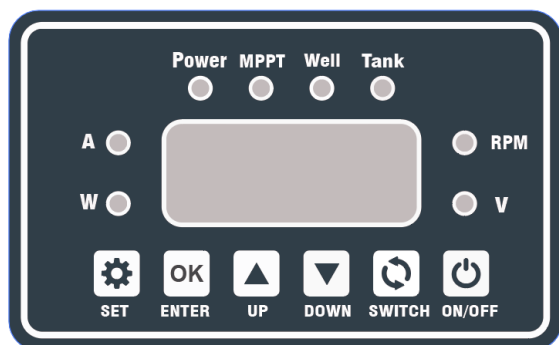 Power MPPT Well Tank
A RPM
W V
OK
SET ENTER UP DOWN SWITCH ON/OFF